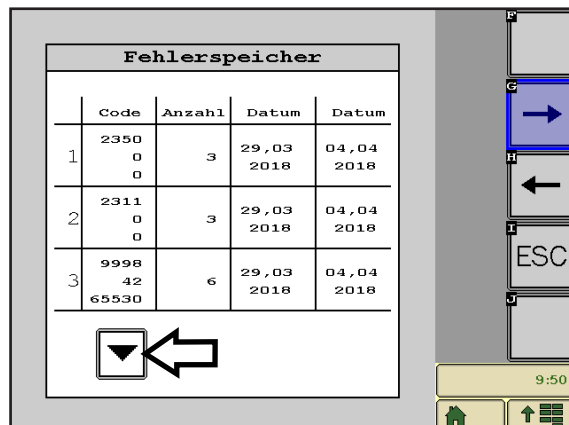 Fehlerspeicher
Code Anzahl Datum Datum
1 2350 0 0 3 29,03 2018 04,04 2018
2 2311 0 0 3 29,03 2018 04,04 2018
3 9998 42 65530 6 29,03 2018 04,04 2018
F
G
H
I
ESC
J
9:50